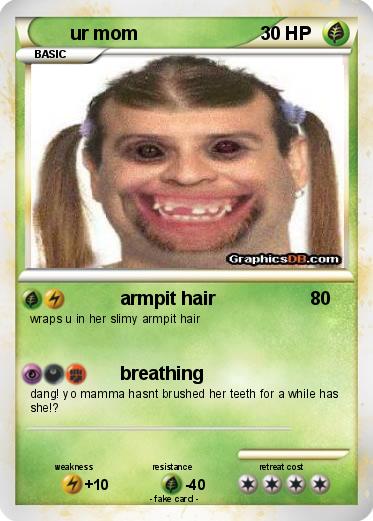 ur mom 30 HP
BASIC
GraphicsDB.com
armpit hair 80
wraps u in her slimy armpit hair
breathing
dang! yo mamma hasnt brushed her teeth for a while has
she!?
weakness resistance retreat cost
+10 -40
- fake card -